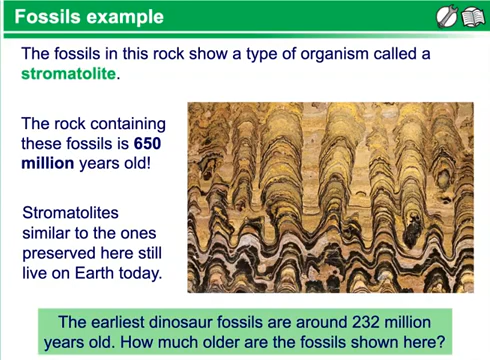 Fossils example
The fossils in this rock show a type of organism called a
stromatolite.
The rock containing
these fossils is 650
million years old!
Stromatolites
similar to the ones
preserved here still
live on Earth today.
The earliest dinosaur fossils are around 232 million
years old. How much older are the fossils shown here?